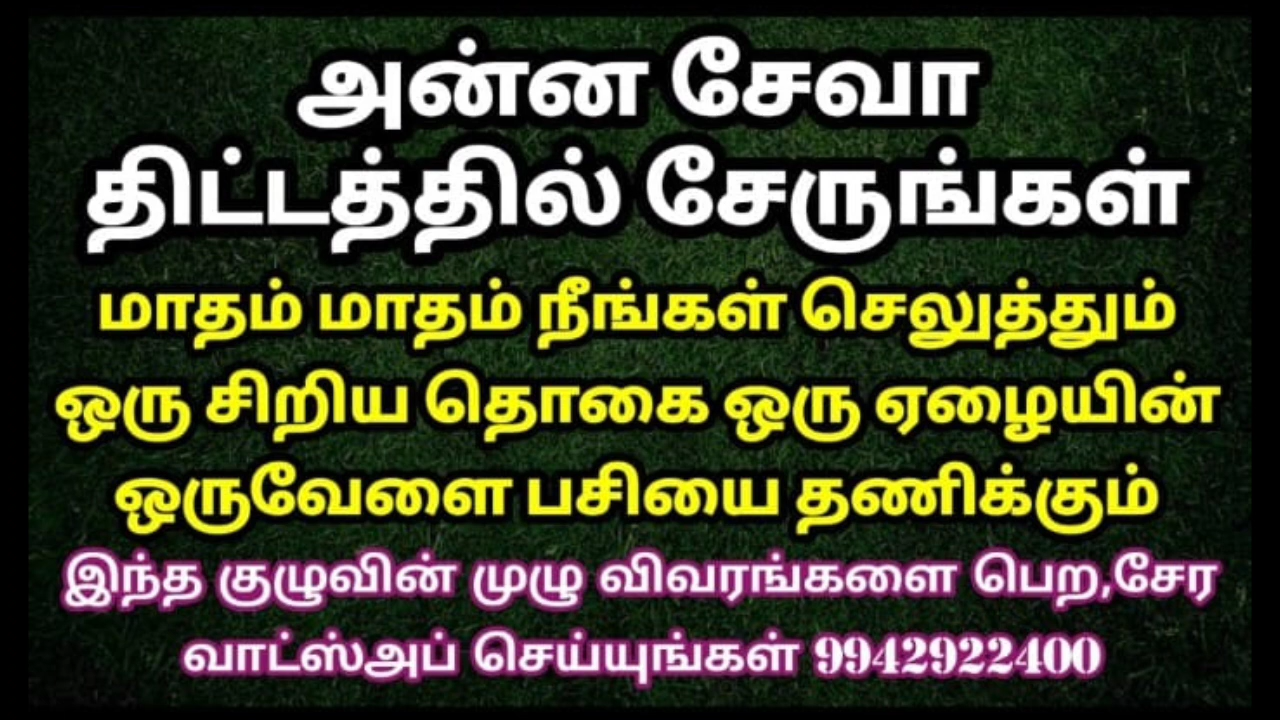 அன்ன சேவா
திட்டத்தில் சேருங்கள்
மாதம் மாதம் நீங்கள் செலுத்தும்
ஒரு சிறிய தொகை ஒரு ஏழையின்
ஒருவேளை பசியை தணிக்கும்
இந்த குழுவின் முழு விவரங்களை பெற,சேர
வாட்ஸ்அப் செய்யுங்கள் 9942922400